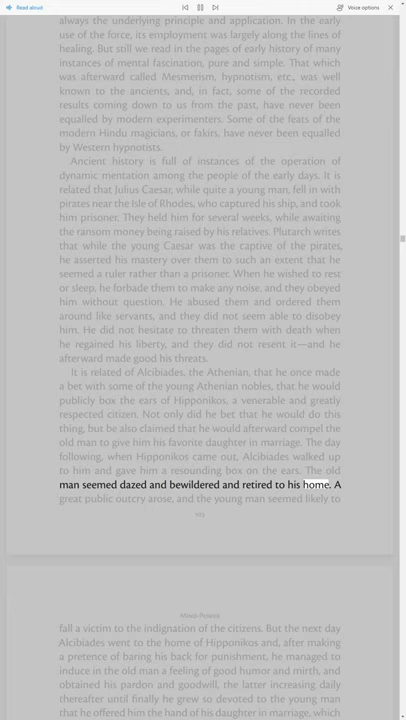 Read aloud
Voice options
always the underlying principle and application. In the early
use of the force, its employment was largely along the lines of
healing. But still we read in the pages of early history of many
instances of mental fascination, pure and simple. That which
was afterward called Mesmerism, hypnotism, etc., was well
known to the ancients, and, in fact, some of the recorded
results coming down to us from the past, have never been
equalled by modern experimenters. Some of the feats of the
modern Hindu magicians, or fakirs, have never been equalled
by Western hypnotists.
Ancient history is full of instances of the operation of
dynamic mentation among the people of the early days. It is
related that Julius Caesar, while quite a young man, fell in with
pirates near the Isle of Rhodes, who captured his ship, and took
him prisoner. They held him for several weeks, while awaiting
the ransom money being raised by his relatives. Plutarch writes
that while the young Caesar was the captive of the pirates,
he asserted his mastery over them to such an extent that he
seemed a ruler rather than a prisoner. When he wished to rest
or sleep, he forbade them to make any noise, and they obeyed
him without question. He abused them and ordered them
around like servants, and they did not seem able to disobey
him. He did not hesitate to threaten them with death when
he regained his liberty, and they did not resent it—and he
afterward made good his threats.
It is related of Alcibiades, the Athenian, that he once made
a bet with some of the young Athenian nobles, that he would
publicly box the ears of Hipponikos, a venerable and greatly
respected citizen. Not only did he bet that he would do this
thing, but be also claimed that he would afterward compel the
old man to give him his favorite daughter in marriage. The day
following, when Hipponikos came out, Alcibiades walked up
to him and gave him a resounding box on the ears. The old
man seemed dazed and bewildered and retired to his home. A
great public outcry arose, and the young man seemed likely to
fall a victim to the indignation of the citizens. But the next day
Alcibiades went to the home of Hipponikos and, after making
a pretence of baring his back for punishment, he managed to
induce in the old man a feeling of good humor and mirth, and
obtained his pardon and goodwill, the latter increasing daily
thereafter until finally he grew so devoted to the young man
that he offered him the hand of his daughter in marriage, which